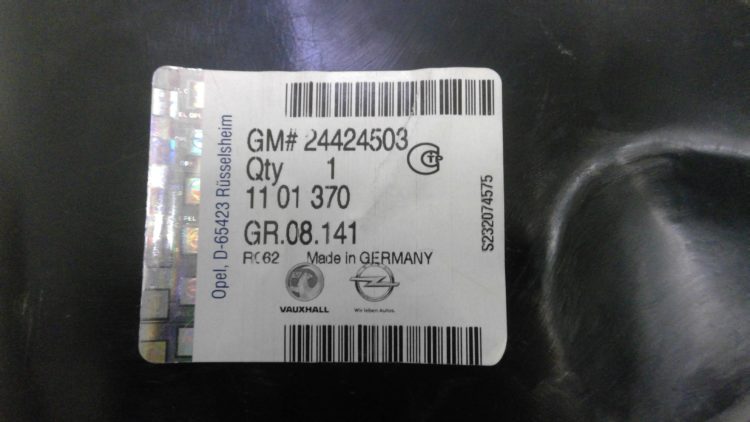 Opel, D-65423 Rüsselsheim
GM# 24424503
Qty 1
11 01 370
GR.08.141
Made in GERMANY
VAUXHALL
Wir leben Autos.
S232074575